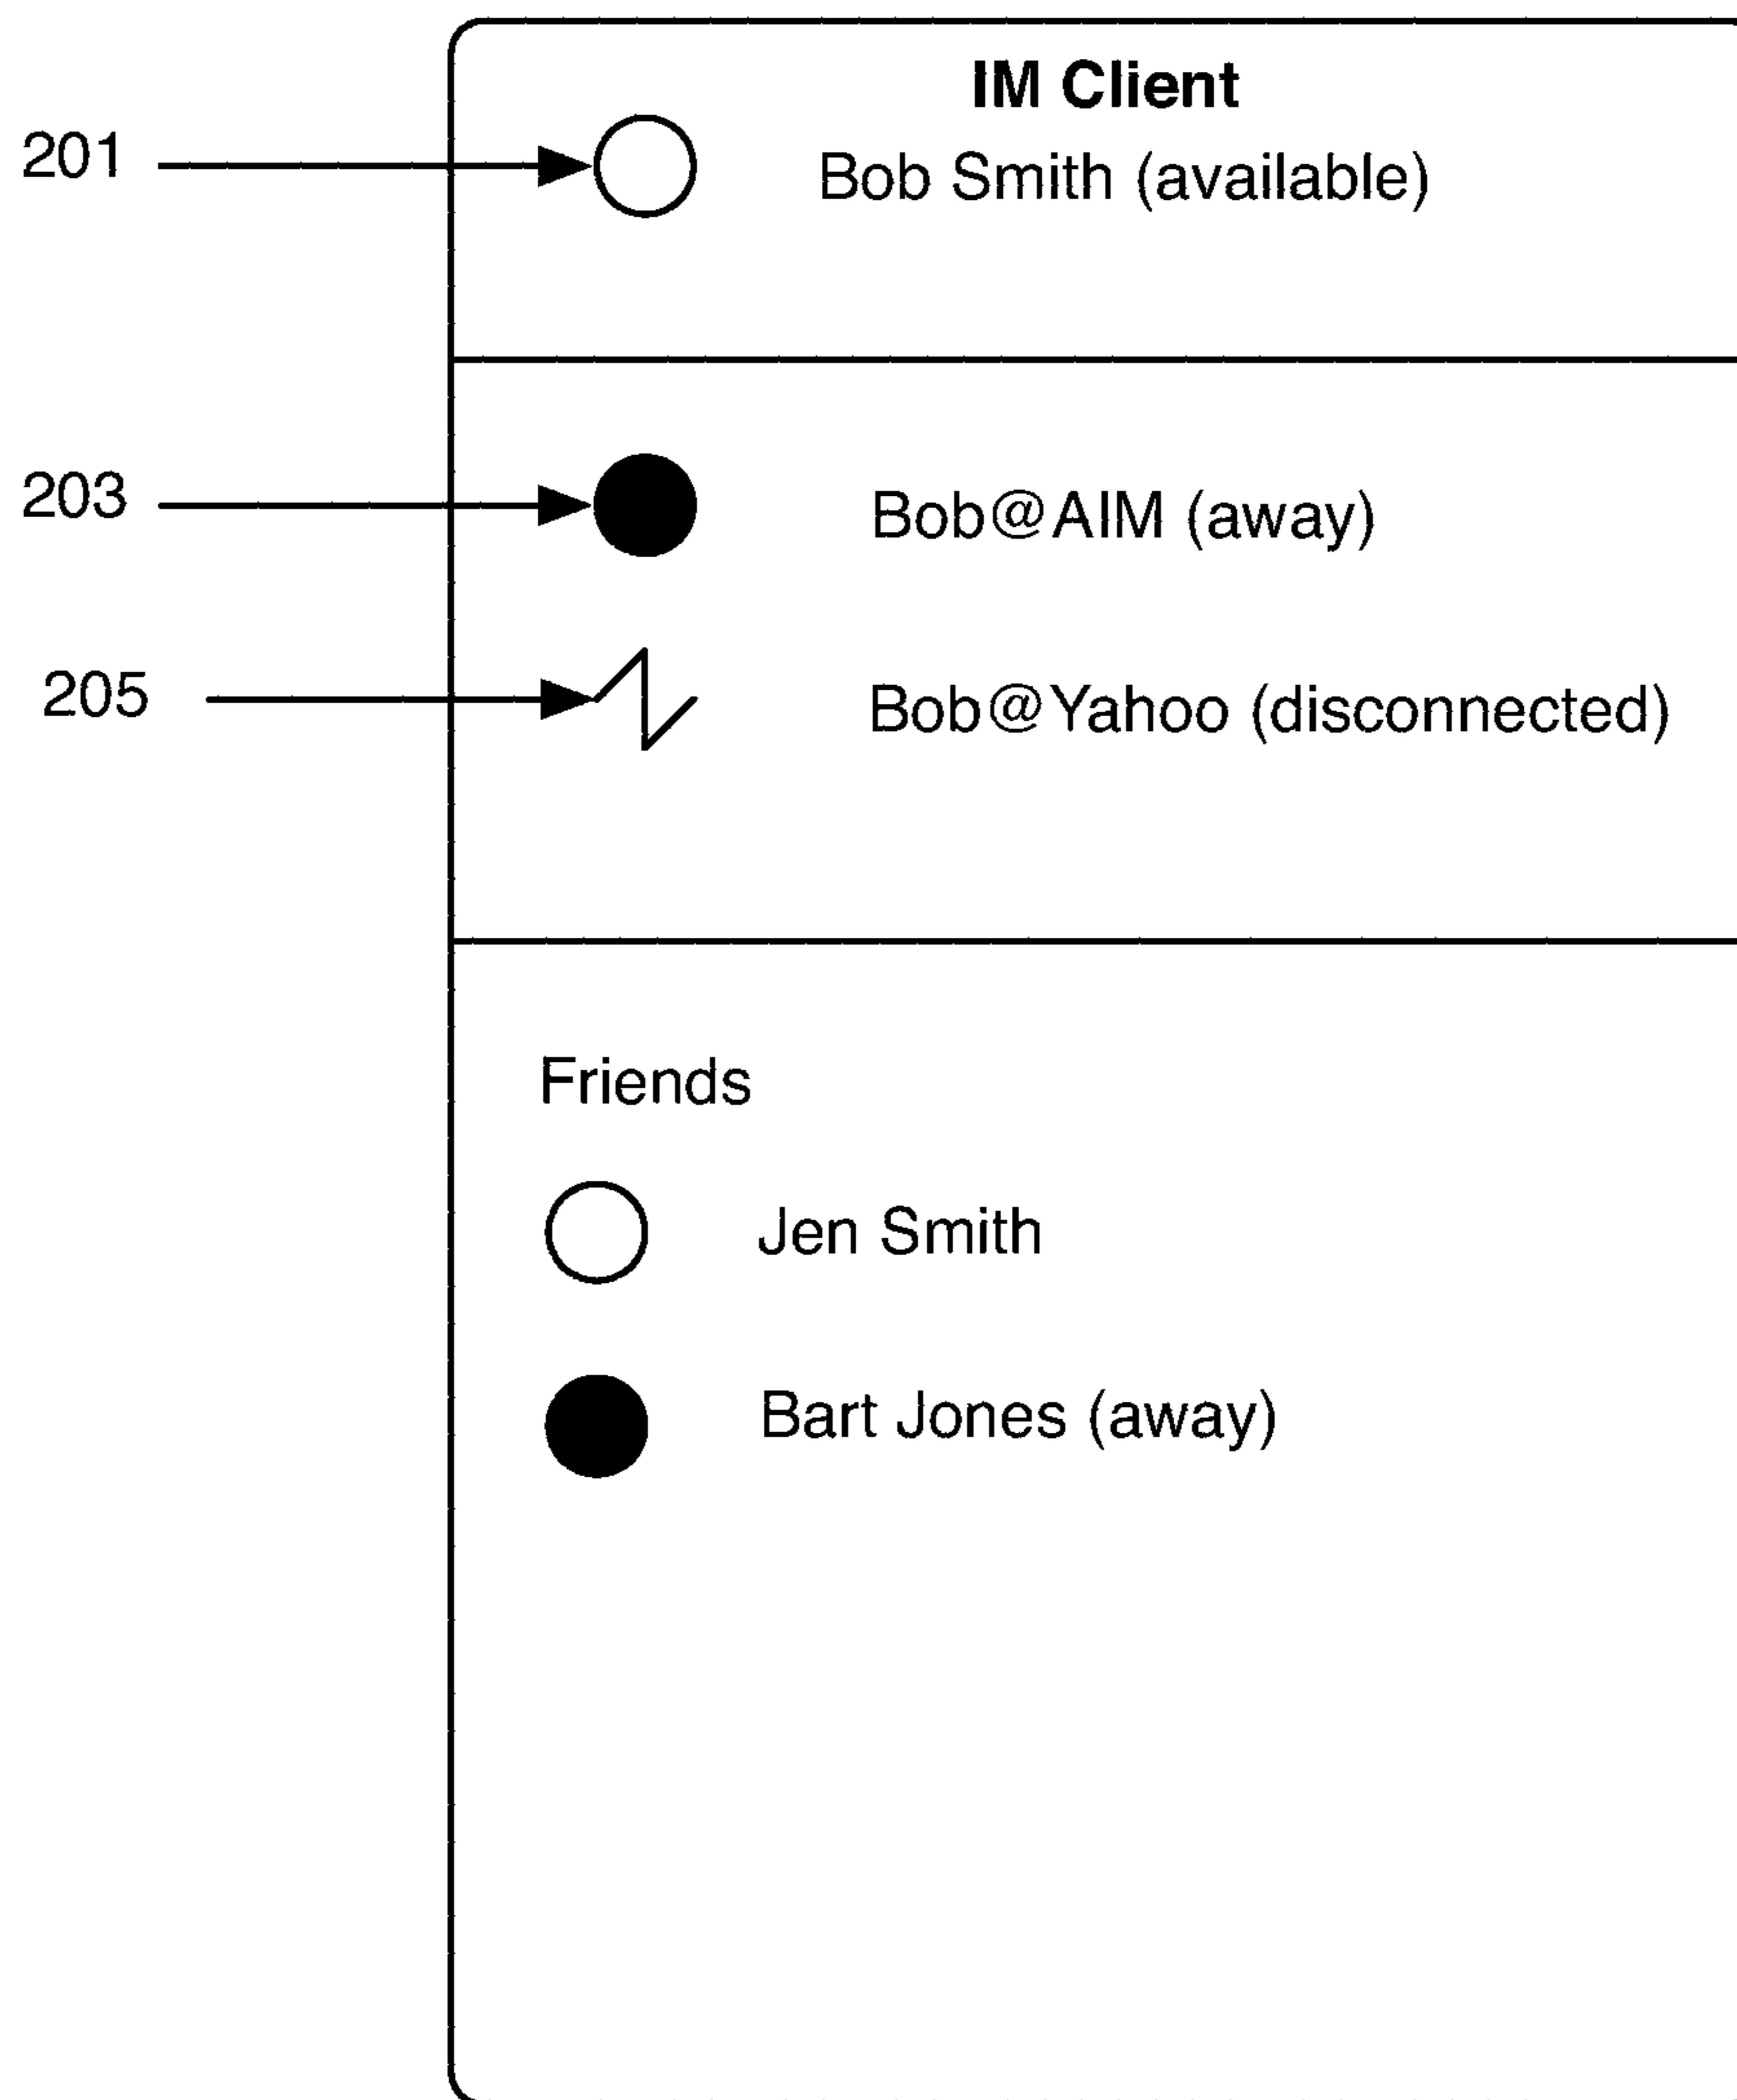 IM Client
201
Bob Smith (available)
203
Bob@AIM (away)
205
Bob@Yahoo (disconnected)
Friends
Jen Smith
Bart Jones (away)